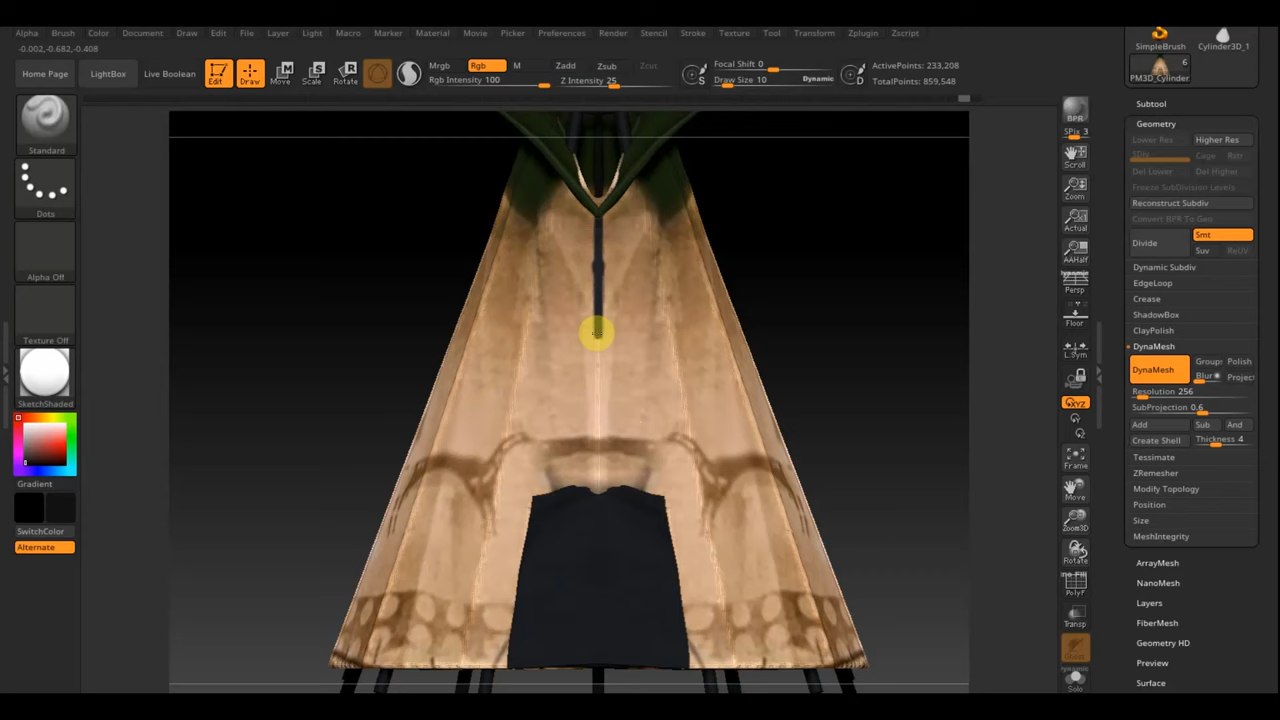 Alpha Brush Color Document Draw Edit File Layer Light Macro Marker Material Movie Picker Preferences Render Stencil Stroke Texture Tool Transform Zplugin Zscript
-0.002,-0.682,-0.408
Home Page LightBox Live Boolean Edit Draw Move Scale Rotate
Mrgb Rgb M Zadd Zsub Zcut
Rgb Intensity 100 Z Intensity 25
S Focal Shift 0
Draw Size 10 Dynamic D
ActivePoints: 233,208
TotalPoints: 859,548
SimpleBrush Cylinder3D_1
6
PM3D_Cylinder
Standard
Dots
Alpha Off
Texture Off
SketchShaded
Gradient
SwitchColor
Alternate
BPR
SPix 3
Scroll
Zoom
Actual
AAHalf
Dynamic
Persp
Floor
L.Sym
XYZ
Frame
Move
Zoom3D
Rotate
PolyF
Transp
Dynamic
Solo
Subtool
Geometry
Lower Res Higher Res
SDiv Cage Rstr
Del Lower Del Higher
Freeze SubDivision Levels
Reconstruct Subdiv
Convert BPR To Geo
Divide Smt
Suv ReUV
Dynamic Subdiv
EdgeLoop
Crease
ShadowBox
ClayPolish
DynaMesh
DynaMesh Groups Polish
Blur Project
Resolution 256
SubProjection 0.6
Add Sub And
Create Shell Thickness 4
Tessimate
ZRemesher
Modify Topology
Position
Size
MeshIntegrity
ArrayMesh
NanoMesh
Layers
FiberMesh
Geometry HD
Preview
Surface